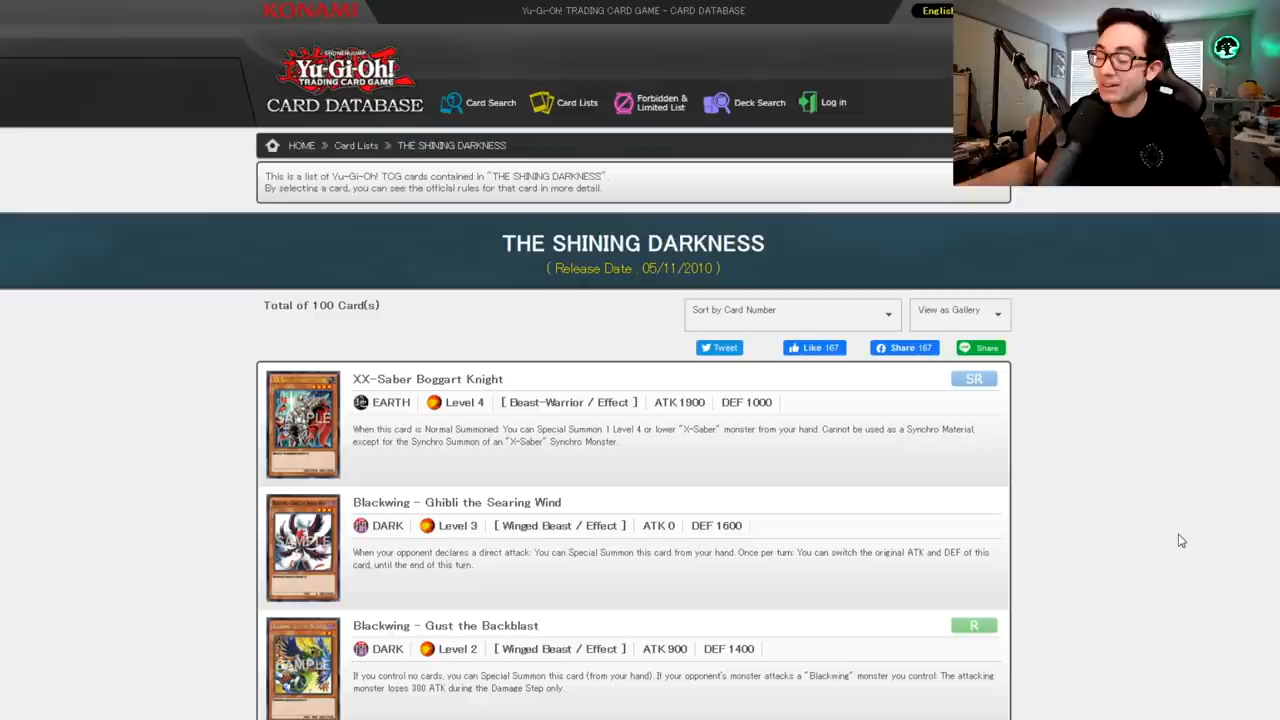 KONAMI
Yu-Gi-Oh! TRADING CARD GAME - CARD DATABASE
English
SHONEN JUMP
Yu-Gi-Oh!
TRADING CARD GAME
CARD DATABASE
Card Search
Card Lists
Forbidden &
Limited List
Deck Search
Log in
HOME » Card Lists » THE SHINING DARKNESS
This is a list of Yu-Gi-Oh! TCG cards contained in "THE SHINING DARKNESS".
By selecting a card, you can see the official rules for that card in more detail.
THE SHINING DARKNESS
( Release Date : 05/11/2010 )
Total of 100 Card(s)
Sort by Card Number
View as Gallery
Tweet
Like 167
Share 167
Share
XX-Saber Boggart Knight
SR
EARTH Level 4 [ Beast-Warrior / Effect ] ATK 1900 DEF 1000
When this card is Normal Summoned: You can Special Summon 1 Level 4 or lower "X-Saber" monster from your hand. Cannot be used as a Synchro Material,
except for the Synchro Summon of an "X-Saber" Synchro Monster.
SAMPLE
Blackwing - Ghibli the Searing Wind
DARK Level 3 [ Winged Beast / Effect ] ATK 0 DEF 1600
When your opponent declares a direct attack: You can Special Summon this card from your hand. Once per turn: You can switch the original ATK and DEF of this
card, until the end of this turn.
SAMPLE
Blackwing - Gust the Backblast
R
DARK Level 2 [ Winged Beast / Effect ] ATK 900 DEF 1400
If you control no cards, you can Special Summon this card (from your hand). If your opponent's monster attacks a "Blackwing" monster you control: The attacking
monster loses 300 ATK during the Damage Step only.
SAMPLE